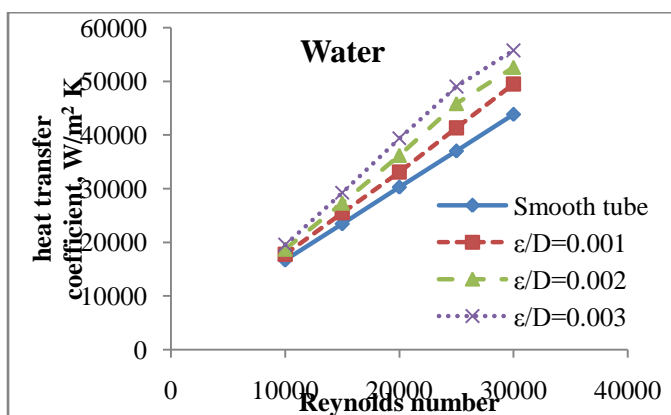 Water
heat transfer
coefficient, W/m² K
60000
50000
40000
30000
20000
10000
0
Smooth tube
ε/D=0.001
ε/D=0.002
ε/D=0.003
0 10000 20000 30000 40000
Reynolds number